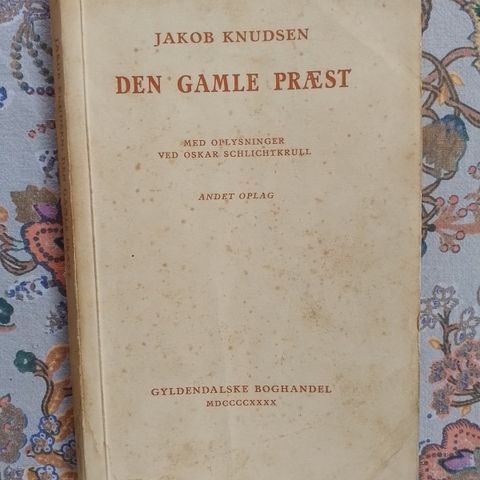 JAKOB KNUDSEN
DEN GAMLE PRÆST
MED OPLYSNINGER
VED OSKAR SCHLICHTKRULL
ANDET OPLAG
GYLDENDALSKE BOGHANDEL
MDCCCCXXXX